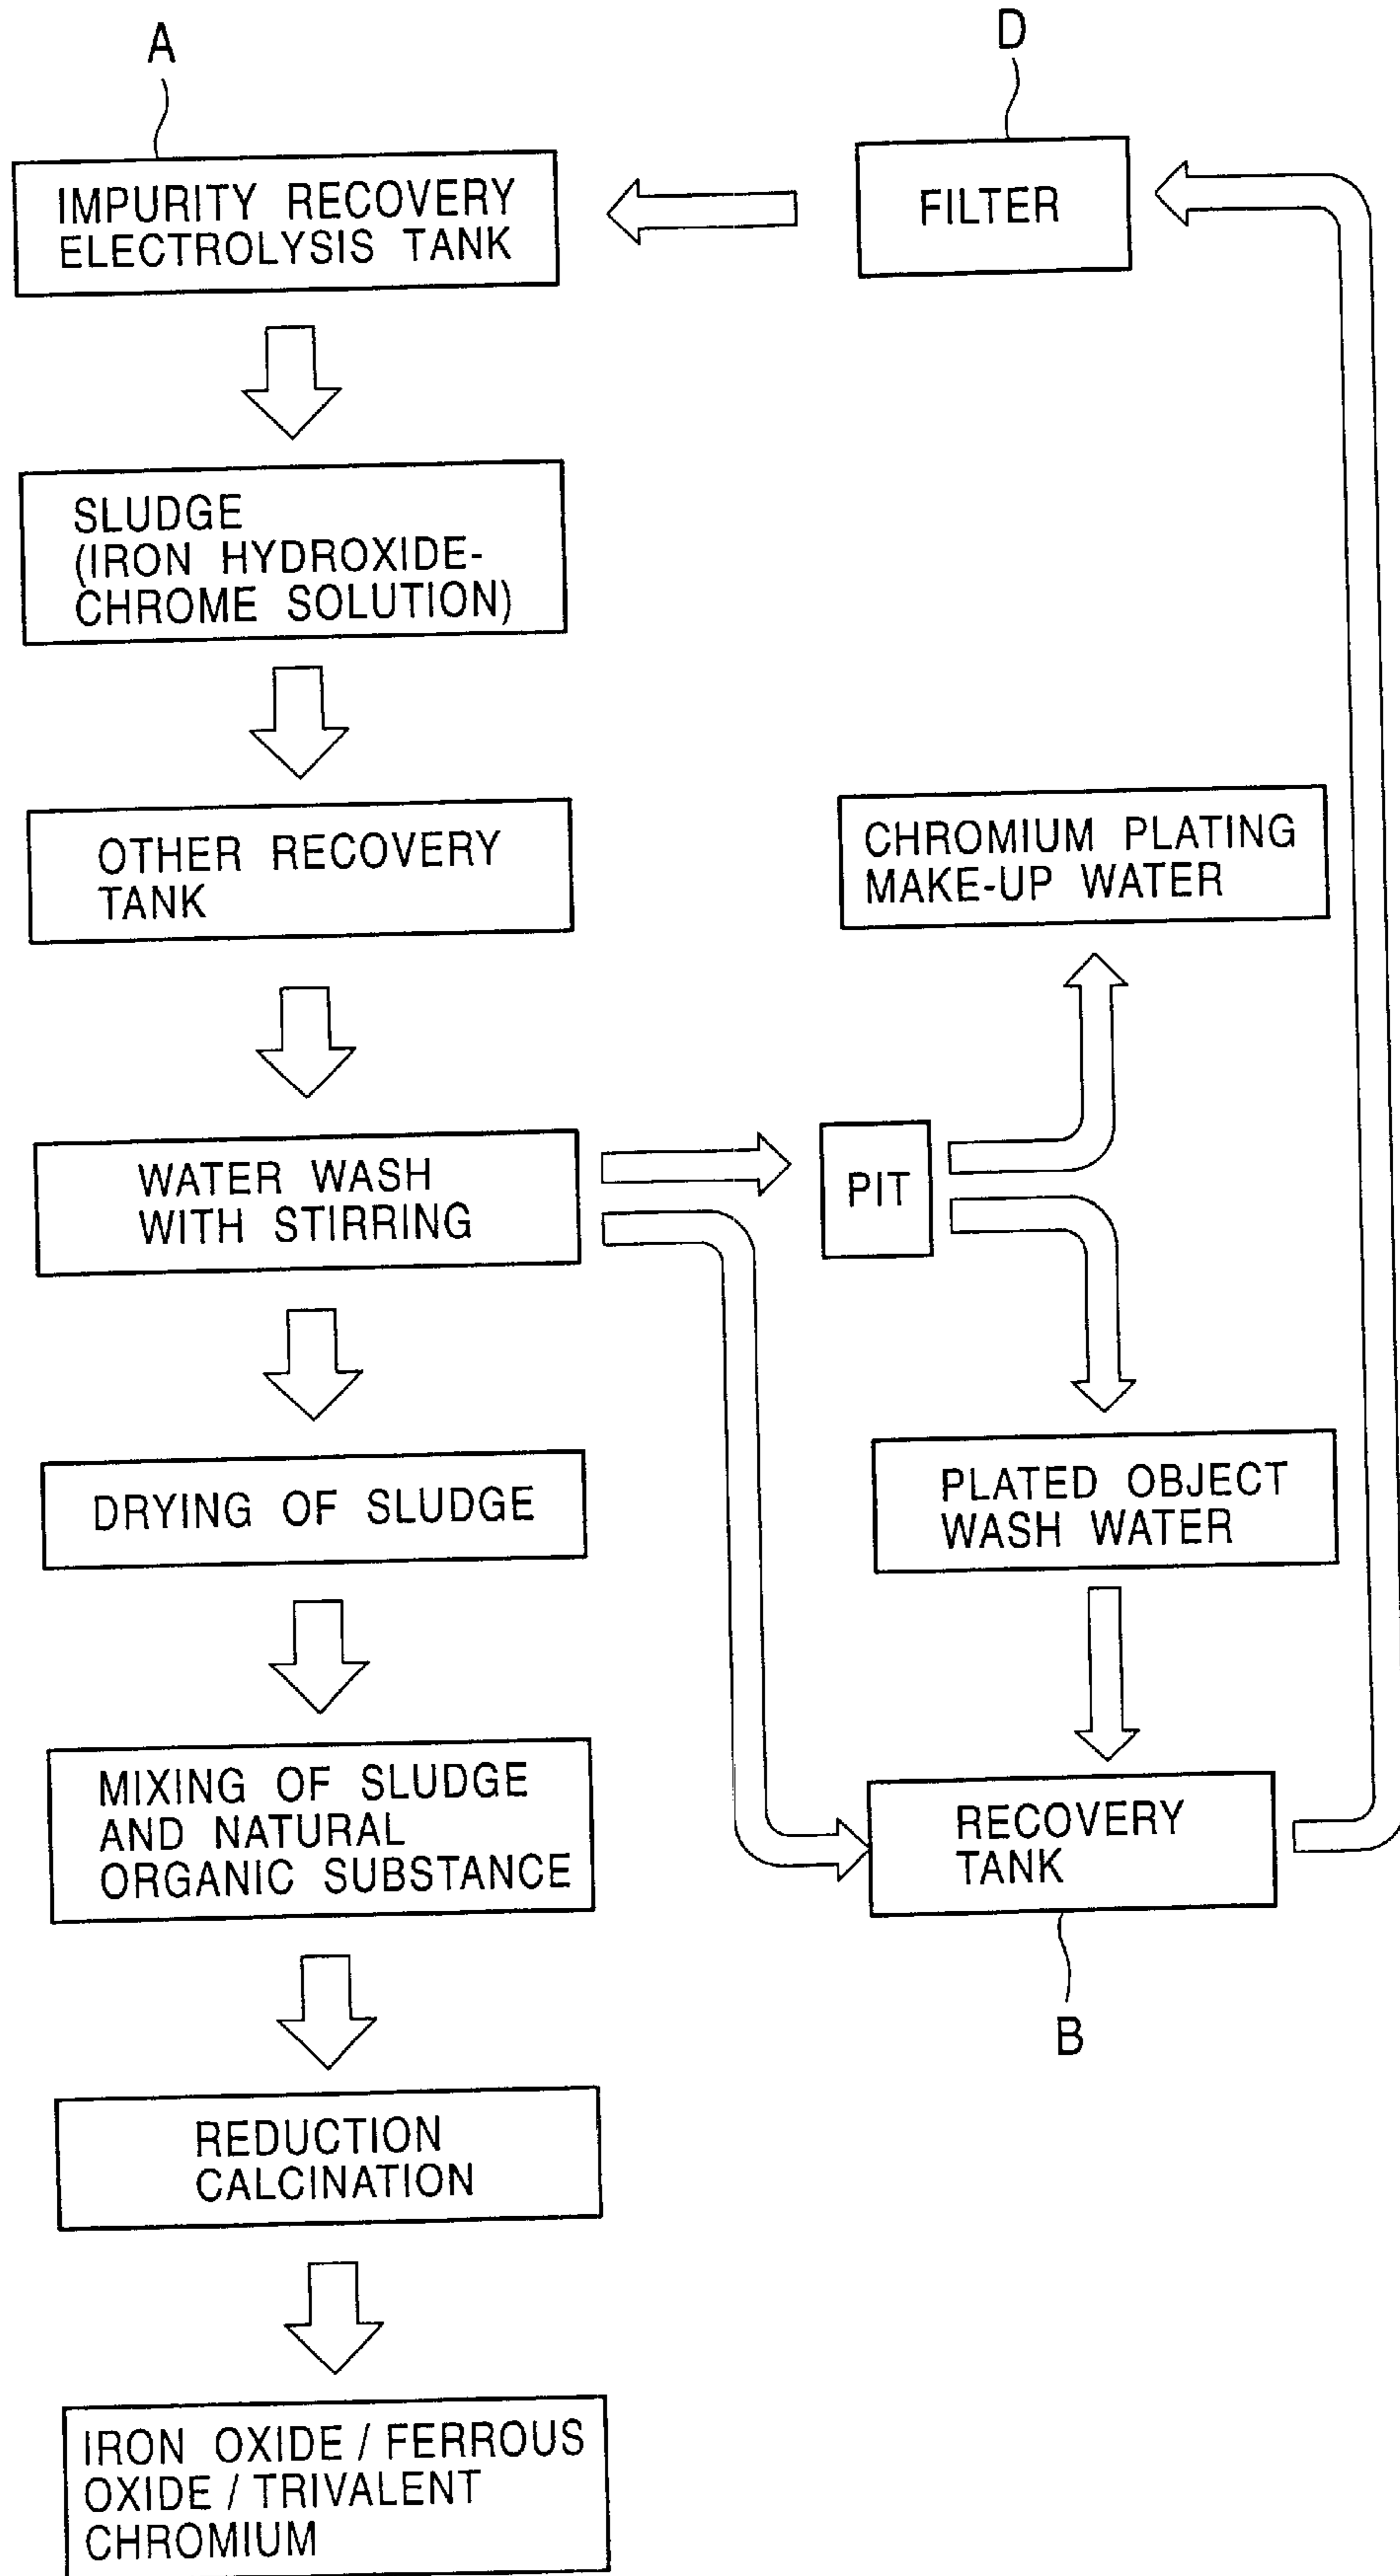 A
D
IMPURITY RECOVERY
ELECTROLYSIS TANK
FILTER
SLUDGE
(IRON HYDROXIDE-
CHROME SOLUTION)
OTHER RECOVERY
TANK
CHROMIUM PLATING
MAKE-UP WATER
WATER WASH
WITH STIRRING
PIT
DRYING OF SLUDGE
PLATED OBJECT
WASH WATER
MIXING OF SLUDGE
AND NATURAL
ORGANIC SUBSTANCE
RECOVERY
TANK
B
REDUCTION
CALCINATION
IRON OXIDE / FERROUS
OXIDE / TRIVALENT
CHROMIUM